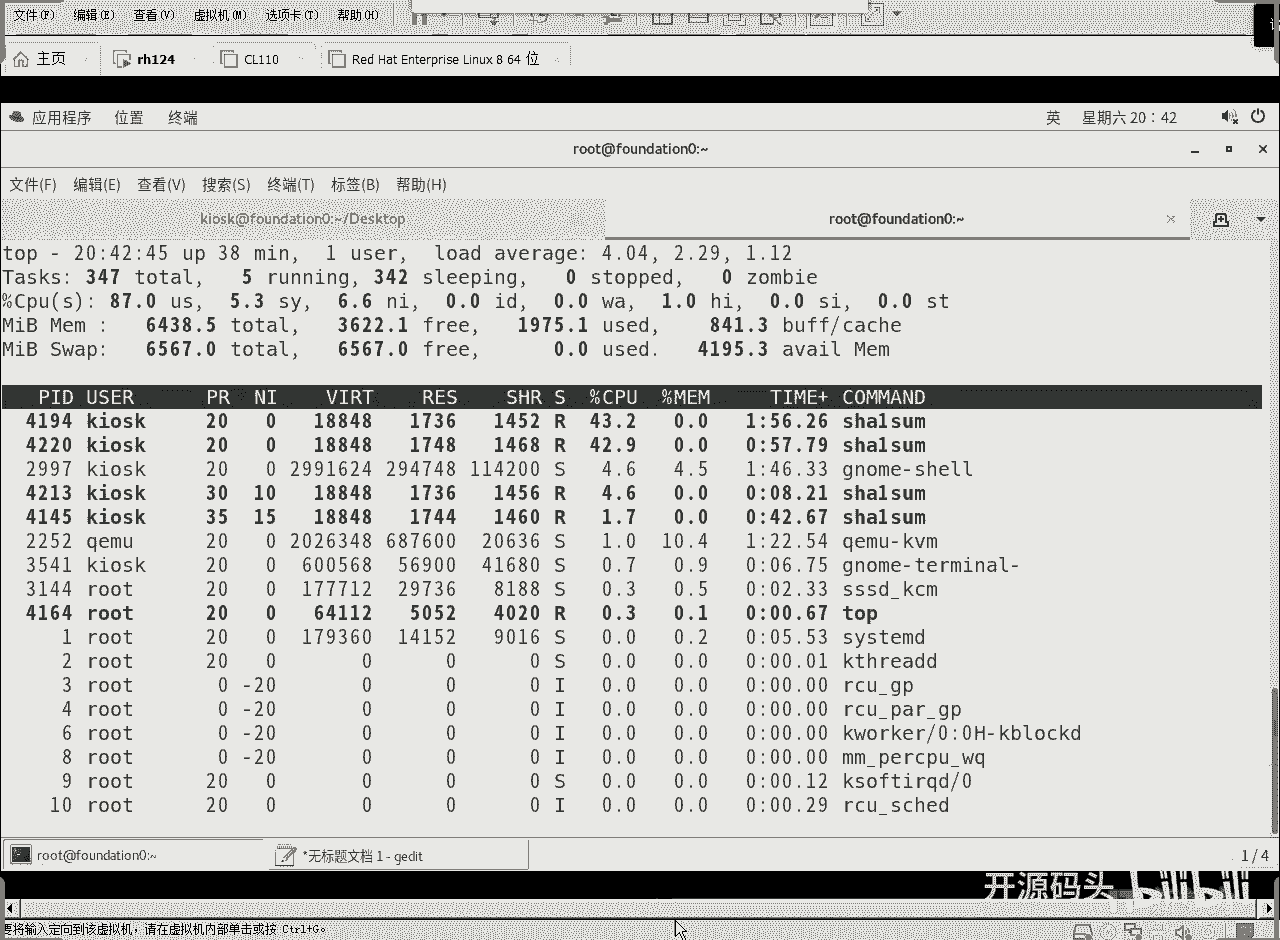 文件(F) 编辑(E) 查看(V) 虚拟机(M) 选项卡(T) 帮助(H)
主页 rh124 CL110 Red Hat Enterprise Linux 8 64 位
应用程序 位置 终端 英 星期六 20：42
root@foundation0:~
文件(F) 编辑(E) 查看(V) 搜索(S) 终端(T) 标签(B) 帮助(H)
kiosk@foundation0:~/Desktop root@foundation0:~
top - 20:42:45 up 38 min, 1 user, load average: 4.04, 2.29, 1.12
Tasks: 347 total, 5 running, 342 sleeping, 0 stopped, 0 zombie
%Cpu(s): 87.0 us, 5.3 sy, 6.6 ni, 0.0 id, 0.0 wa, 1.0 hi, 0.0 si, 0.0 st
MiB Mem : 6438.5 total, 3622.1 free, 1975.1 used, 841.3 buff/cache
MiB Swap: 6567.0 total, 6567.0 free, 0.0 used. 4195.3 avail Mem
PID USER PR NI VIRT RES SHR S %CPU %MEM TIME+ COMMAND
4194 kiosk 20 0 18848 1736 1452 R 43.2 0.0 1:56.26 sha1sum
4220 kiosk 20 0 18848 1748 1468 R 42.9 0.0 0:57.79 sha1sum
2997 kiosk 20 0 2991624 294748 114200 S 4.6 4.5 1:46.33 gnome-shell
4213 kiosk 30 10 18848 1736 1456 R 4.6 0.0 0:08.21 sha1sum
4145 kiosk 35 15 18848 1744 1460 R 1.7 0.0 0:42.67 sha1sum
2252 qemu 20 0 2026348 687600 20636 S 1.0 10.4 1:22.54 qemu-kvm
3541 kiosk 20 0 600568 56900 41680 S 0.7 0.9 0:06.75 gnome-terminal-
3144 root 20 0 177712 29736 8188 S 0.3 0.5 0:02.33 sssd_kcm
4164 root 20 0 64112 5052 4020 R 0.3 0.1 0:00.67 top
1 root 20 0 179360 14152 9016 S 0.0 0.2 0:05.53 systemd
2 root 20 0 0 0 0 S 0.0 0.0 0:00.01 kthreadd
3 root 0 -20 0 0 0 I 0.0 0.0 0:00.00 rcu_gp
4 root 0 -20 0 0 0 I 0.0 0.0 0:00.00 rcu_par_gp
6 root 0 -20 0 0 0 I 0.0 0.0 0:00.00 kworker/0:0H-kblockd
8 root 0 -20 0 0 0 I 0.0 0.0 0:00.00 mm_percpu_wq
9 root 20 0 0 0 0 S 0.0 0.0 0:00.12 ksoftirqd/0
10 root 20 0 0 0 0 I 0.0 0.0 0:00.29 rcu_sched
root@foundation0:~ *无标题文档 1 - gedit 1 / 4
开源码头 bilibili
要将输入定向到该虚拟机，请在虚拟机内部单击或按 Ctrl+G。